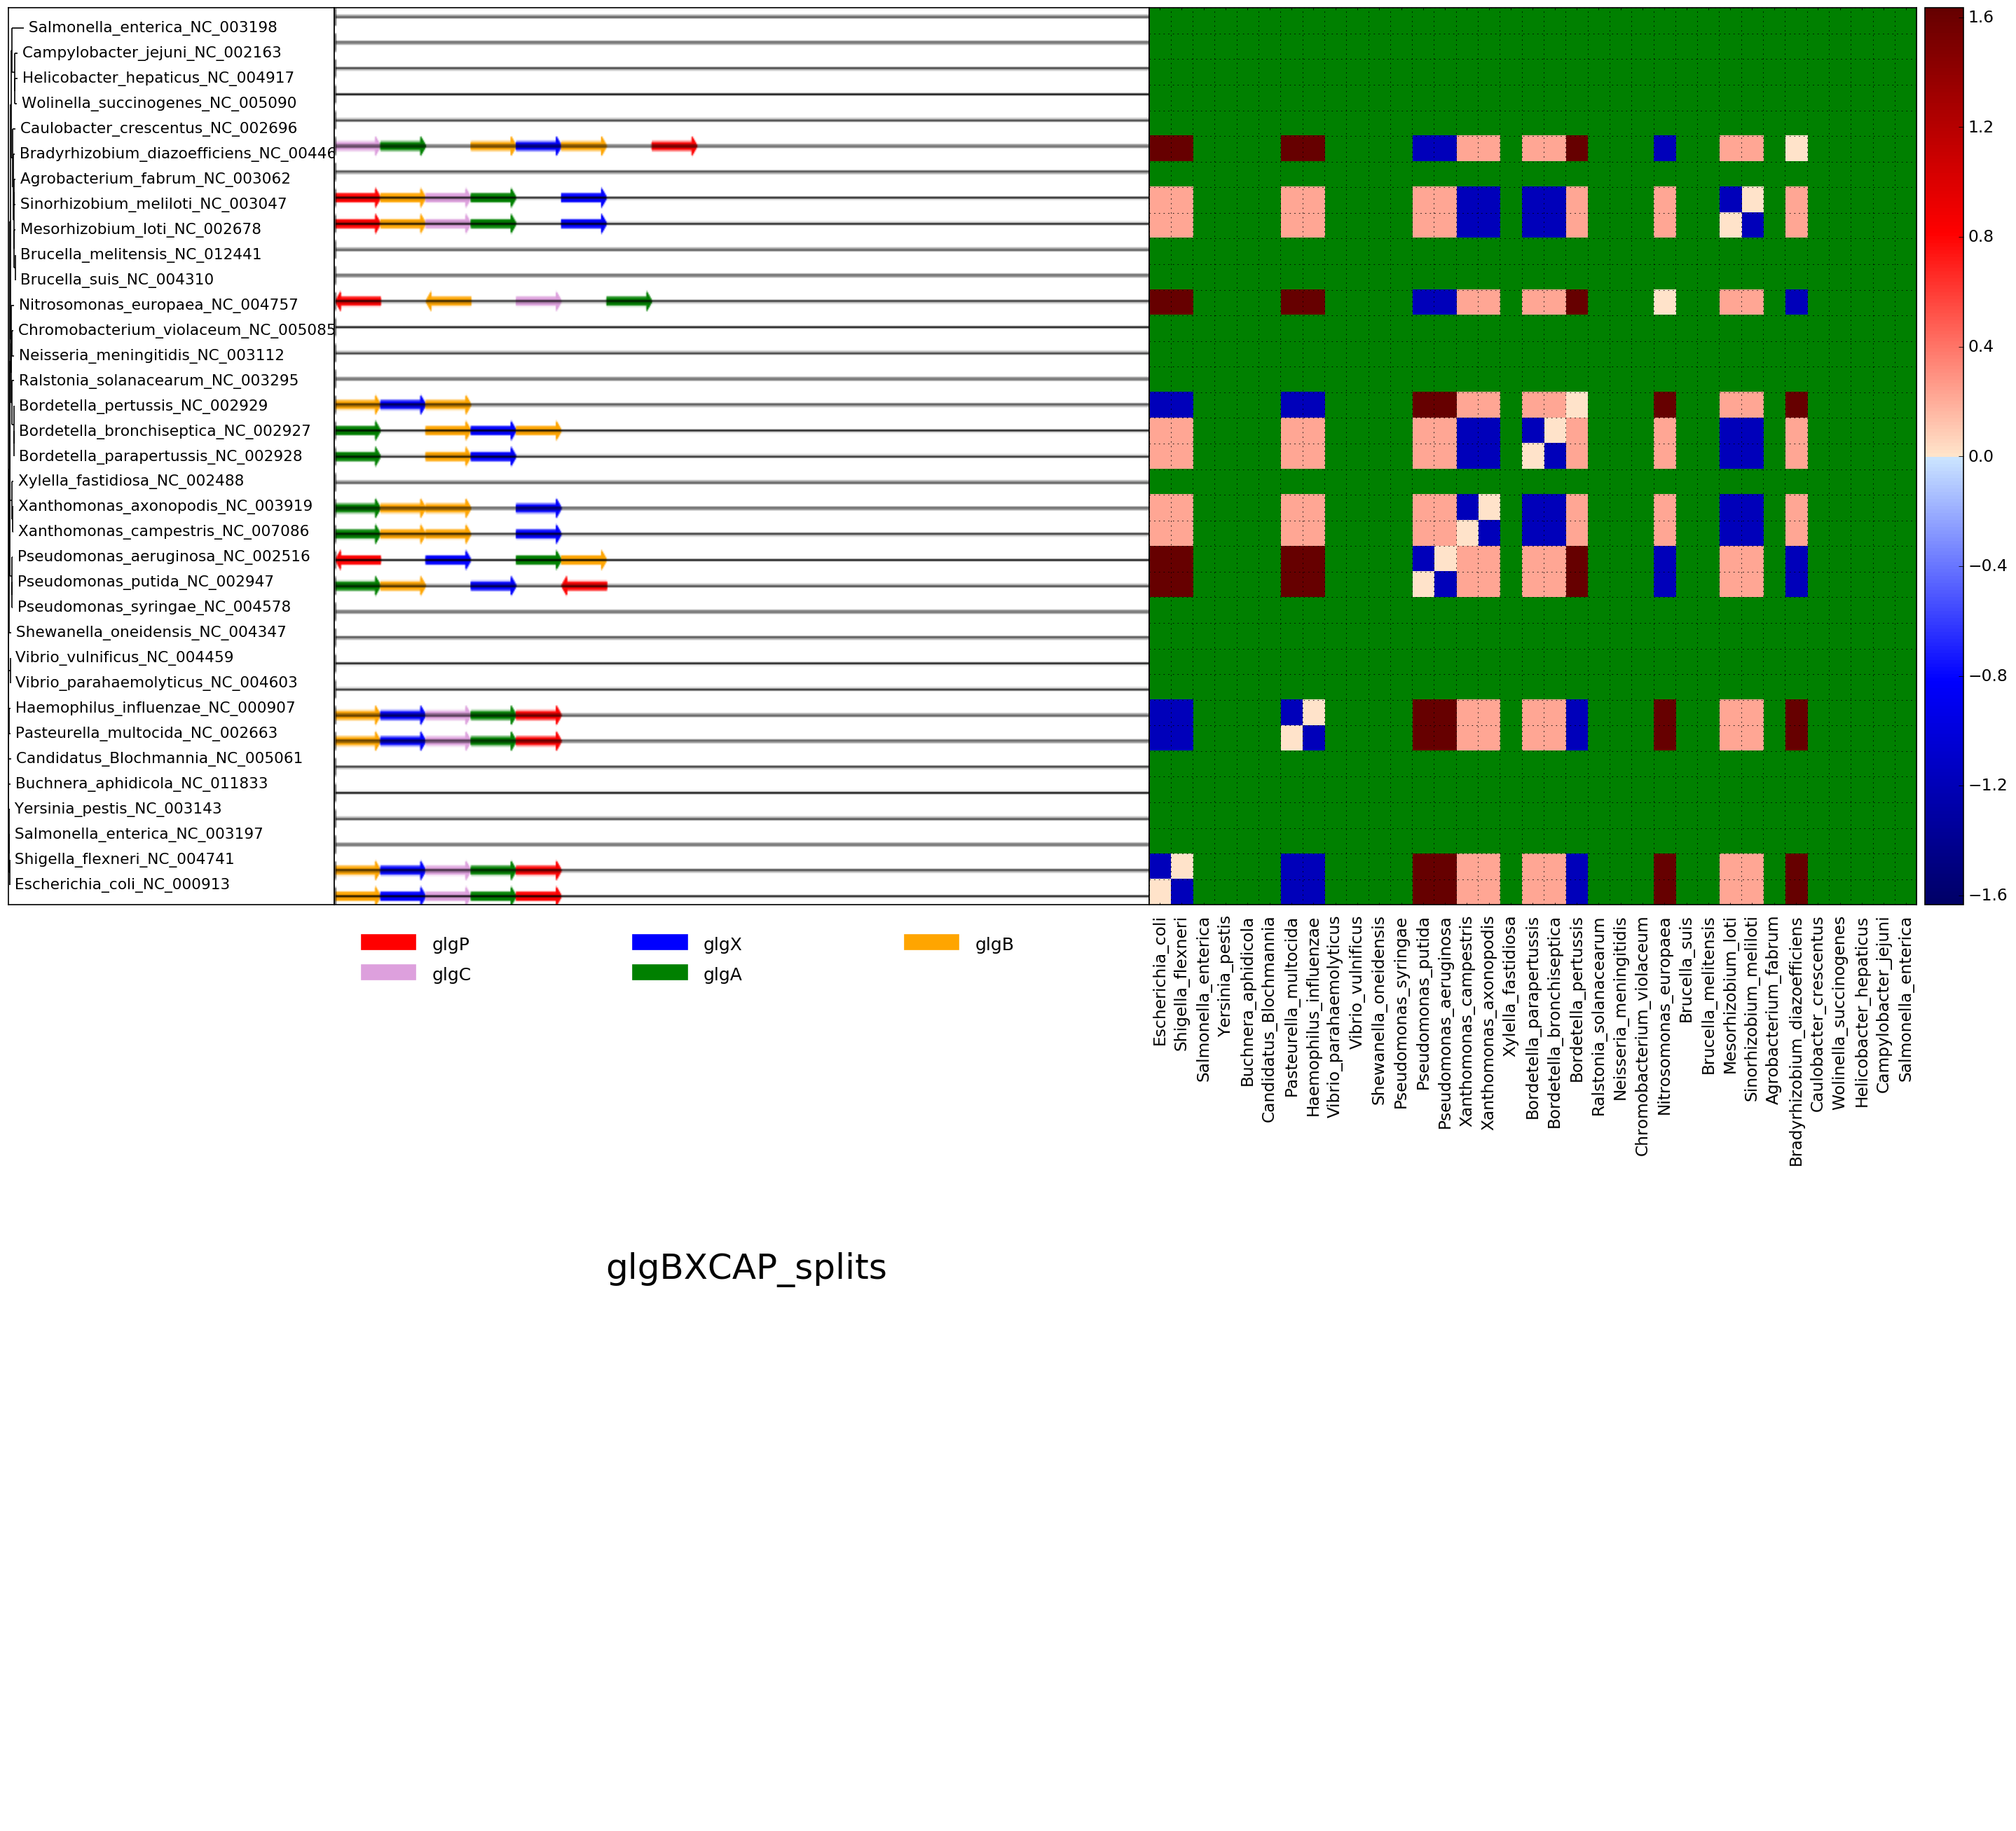 Salmonella_enterica_NC_003198
Campylobacter_jejuni_NC_002163
Helicobacter_hepaticus_NC_004917
Wolinella_succinogenes_NC_005090
Caulobacter_crescentus_NC_002696
Bradyrhizobium_diazoefficiens_NC_00446
Agrobacterium_fabrum_NC_003062
Sinorhizobium_meliloti_NC_003047
Mesorhizobium_loti_NC_002678
Brucella_melitensis_NC_012441
Brucella_suis_NC_004310
Nitrosomonas_europaea_NC_004757
Chromobacterium_violaceum_NC_005085
Neisseria_meningitidis_NC_003112
Ralstonia_solanacearum_NC_003295
Bordetella_pertussis_NC_002929
Bordetella_bronchiseptica_NC_002927
Bordetella_parapertussis_NC_002928
Xylella_fastidiosa_NC_002488
Xanthomonas_axonopodis_NC_003919
Xanthomonas_campestris_NC_007086
Pseudomonas_aeruginosa_NC_002516
Pseudomonas_putida_NC_002947
Pseudomonas_syringae_NC_004578
Shewanella_oneidensis_NC_004347
Vibrio_vulnificus_NC_004459
Vibrio_parahaemolyticus_NC_004603
Haemophilus_influenzae_NC_000907
Pasteurella_multocida_NC_002663
Candidatus_Blochmannia_NC_005061
Buchnera_aphidicola_NC_011833
Yersinia_pestis_NC_003143
Salmonella_enterica_NC_003197
Shigella_flexneri_NC_004741
Escherichia_coli_NC_000913
1.6
1.2
0.8
0.4
0.0
−0.4
−0.8
−1.2
−1.6
Escherichia_coli
Shigella_flexneri
Salmonella_enterica
Yersinia_pestis
Buchnera_aphidicola
Candidatus_Blochmannia
Pasteurella_multocida
Haemophilus_influenzae
Vibrio_parahaemolyticus
Vibrio_vulnificus
Shewanella_oneidensis
Pseudomonas_syringae
Pseudomonas_putida
Pseudomonas_aeruginosa
Xanthomonas_campestris
Xanthomonas_axonopodis
Xylella_fastidiosa
Bordetella_parapertussis
Bordetella_bronchiseptica
Bordetella_pertussis
Ralstonia_solanacearum
Neisseria_meningitidis
Chromobacterium_violaceum
Nitrosomonas_europaea
Brucella_suis
Brucella_melitensis
Mesorhizobium_loti
Sinorhizobium_meliloti
Agrobacterium_fabrum
Bradyrhizobium_diazoefficiens
Caulobacter_crescentus
Wolinella_succinogenes
Helicobacter_hepaticus
Campylobacter_jejuni
Salmonella_enterica
glgP glgX glgB
glgC glgA
glgBXCAP_splits